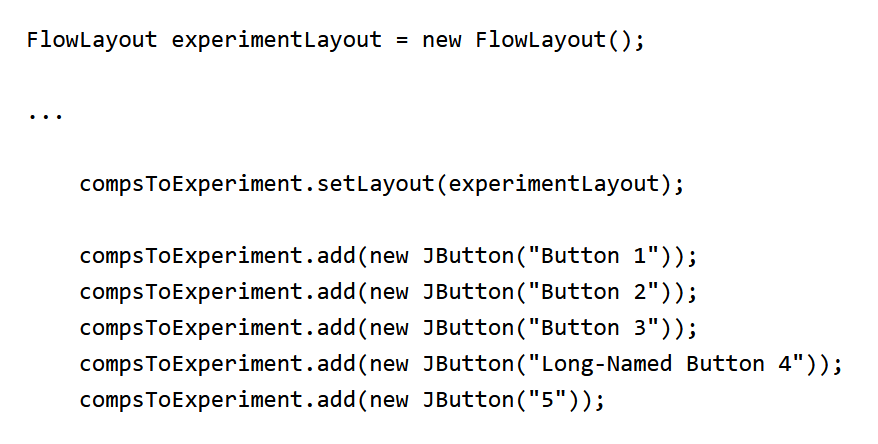 FlowLayout experimentLayout = new FlowLayout();
...
compsToExperiment.setLayout(experimentLayout);
compsToExperiment.add(new JButton("Button 1"));
compsToExperiment.add(new JButton("Button 2"));
compsToExperiment.add(new JButton("Button 3"));
compsToExperiment.add(new JButton("Long-Named Button 4"));
compsToExperiment.add(new JButton("5"));